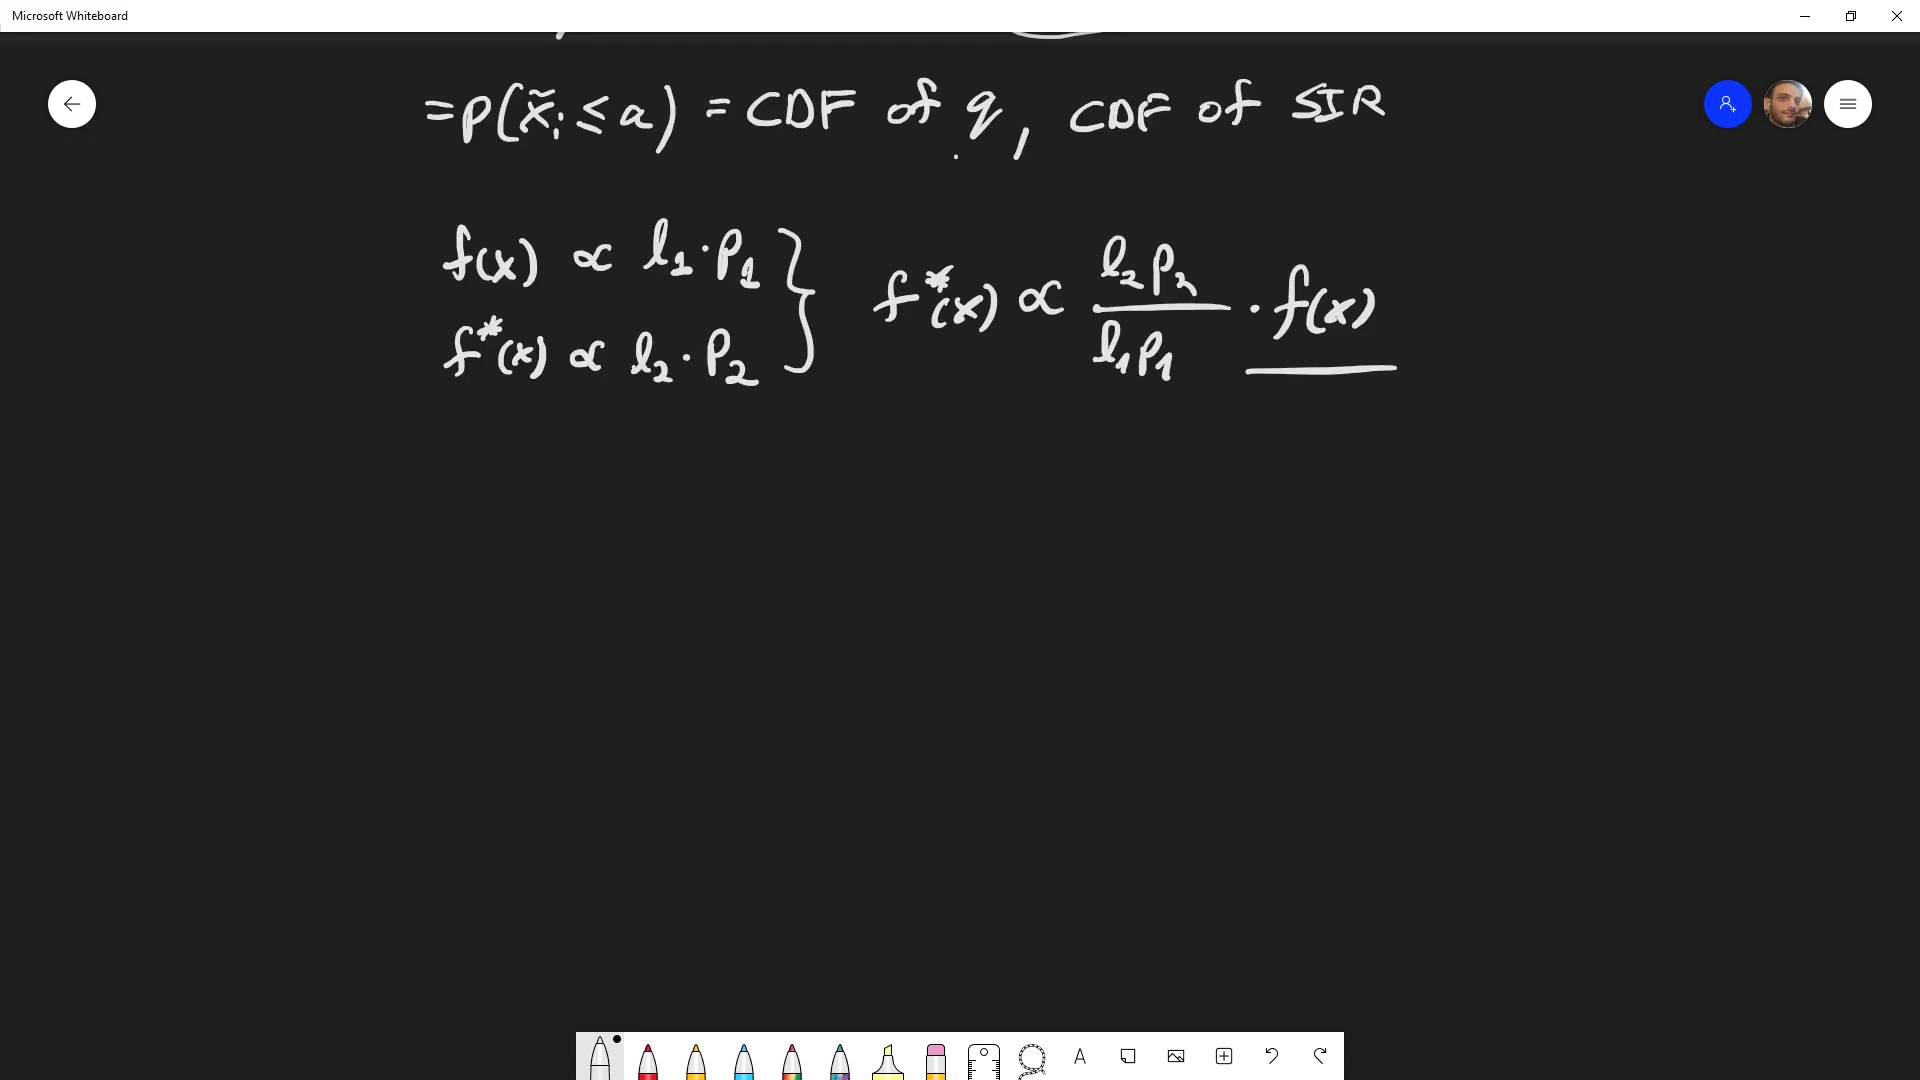 Microsoft Whiteboard
= p(x̃ᵢ ≤ a) = CDF of q, CDF of SIR
f(x) ∝ l₁ · p₁
f*(x) ∝ l₂ · p₂
f*(x) ∝ l₂p₂ / l₁p₁ · f(x)
A